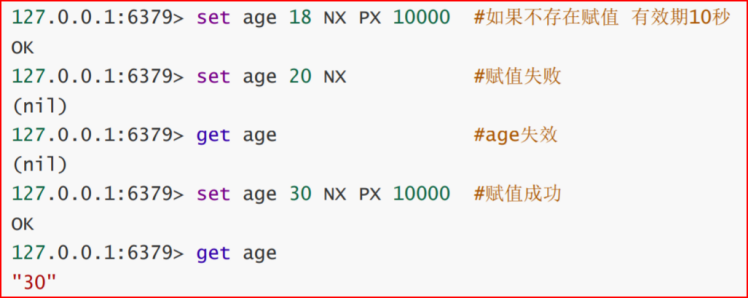 127.0.0.1:6379> set age 18 NX PX 10000 #如果不存在赋值 有效期10秒
OK
127.0.0.1:6379> set age 20 NX #赋值失败
(nil)
127.0.0.1:6379> get age #age失效
(nil)
127.0.0.1:6379> set age 30 NX PX 10000 #赋值成功
OK
127.0.0.1:6379> get age
"30"